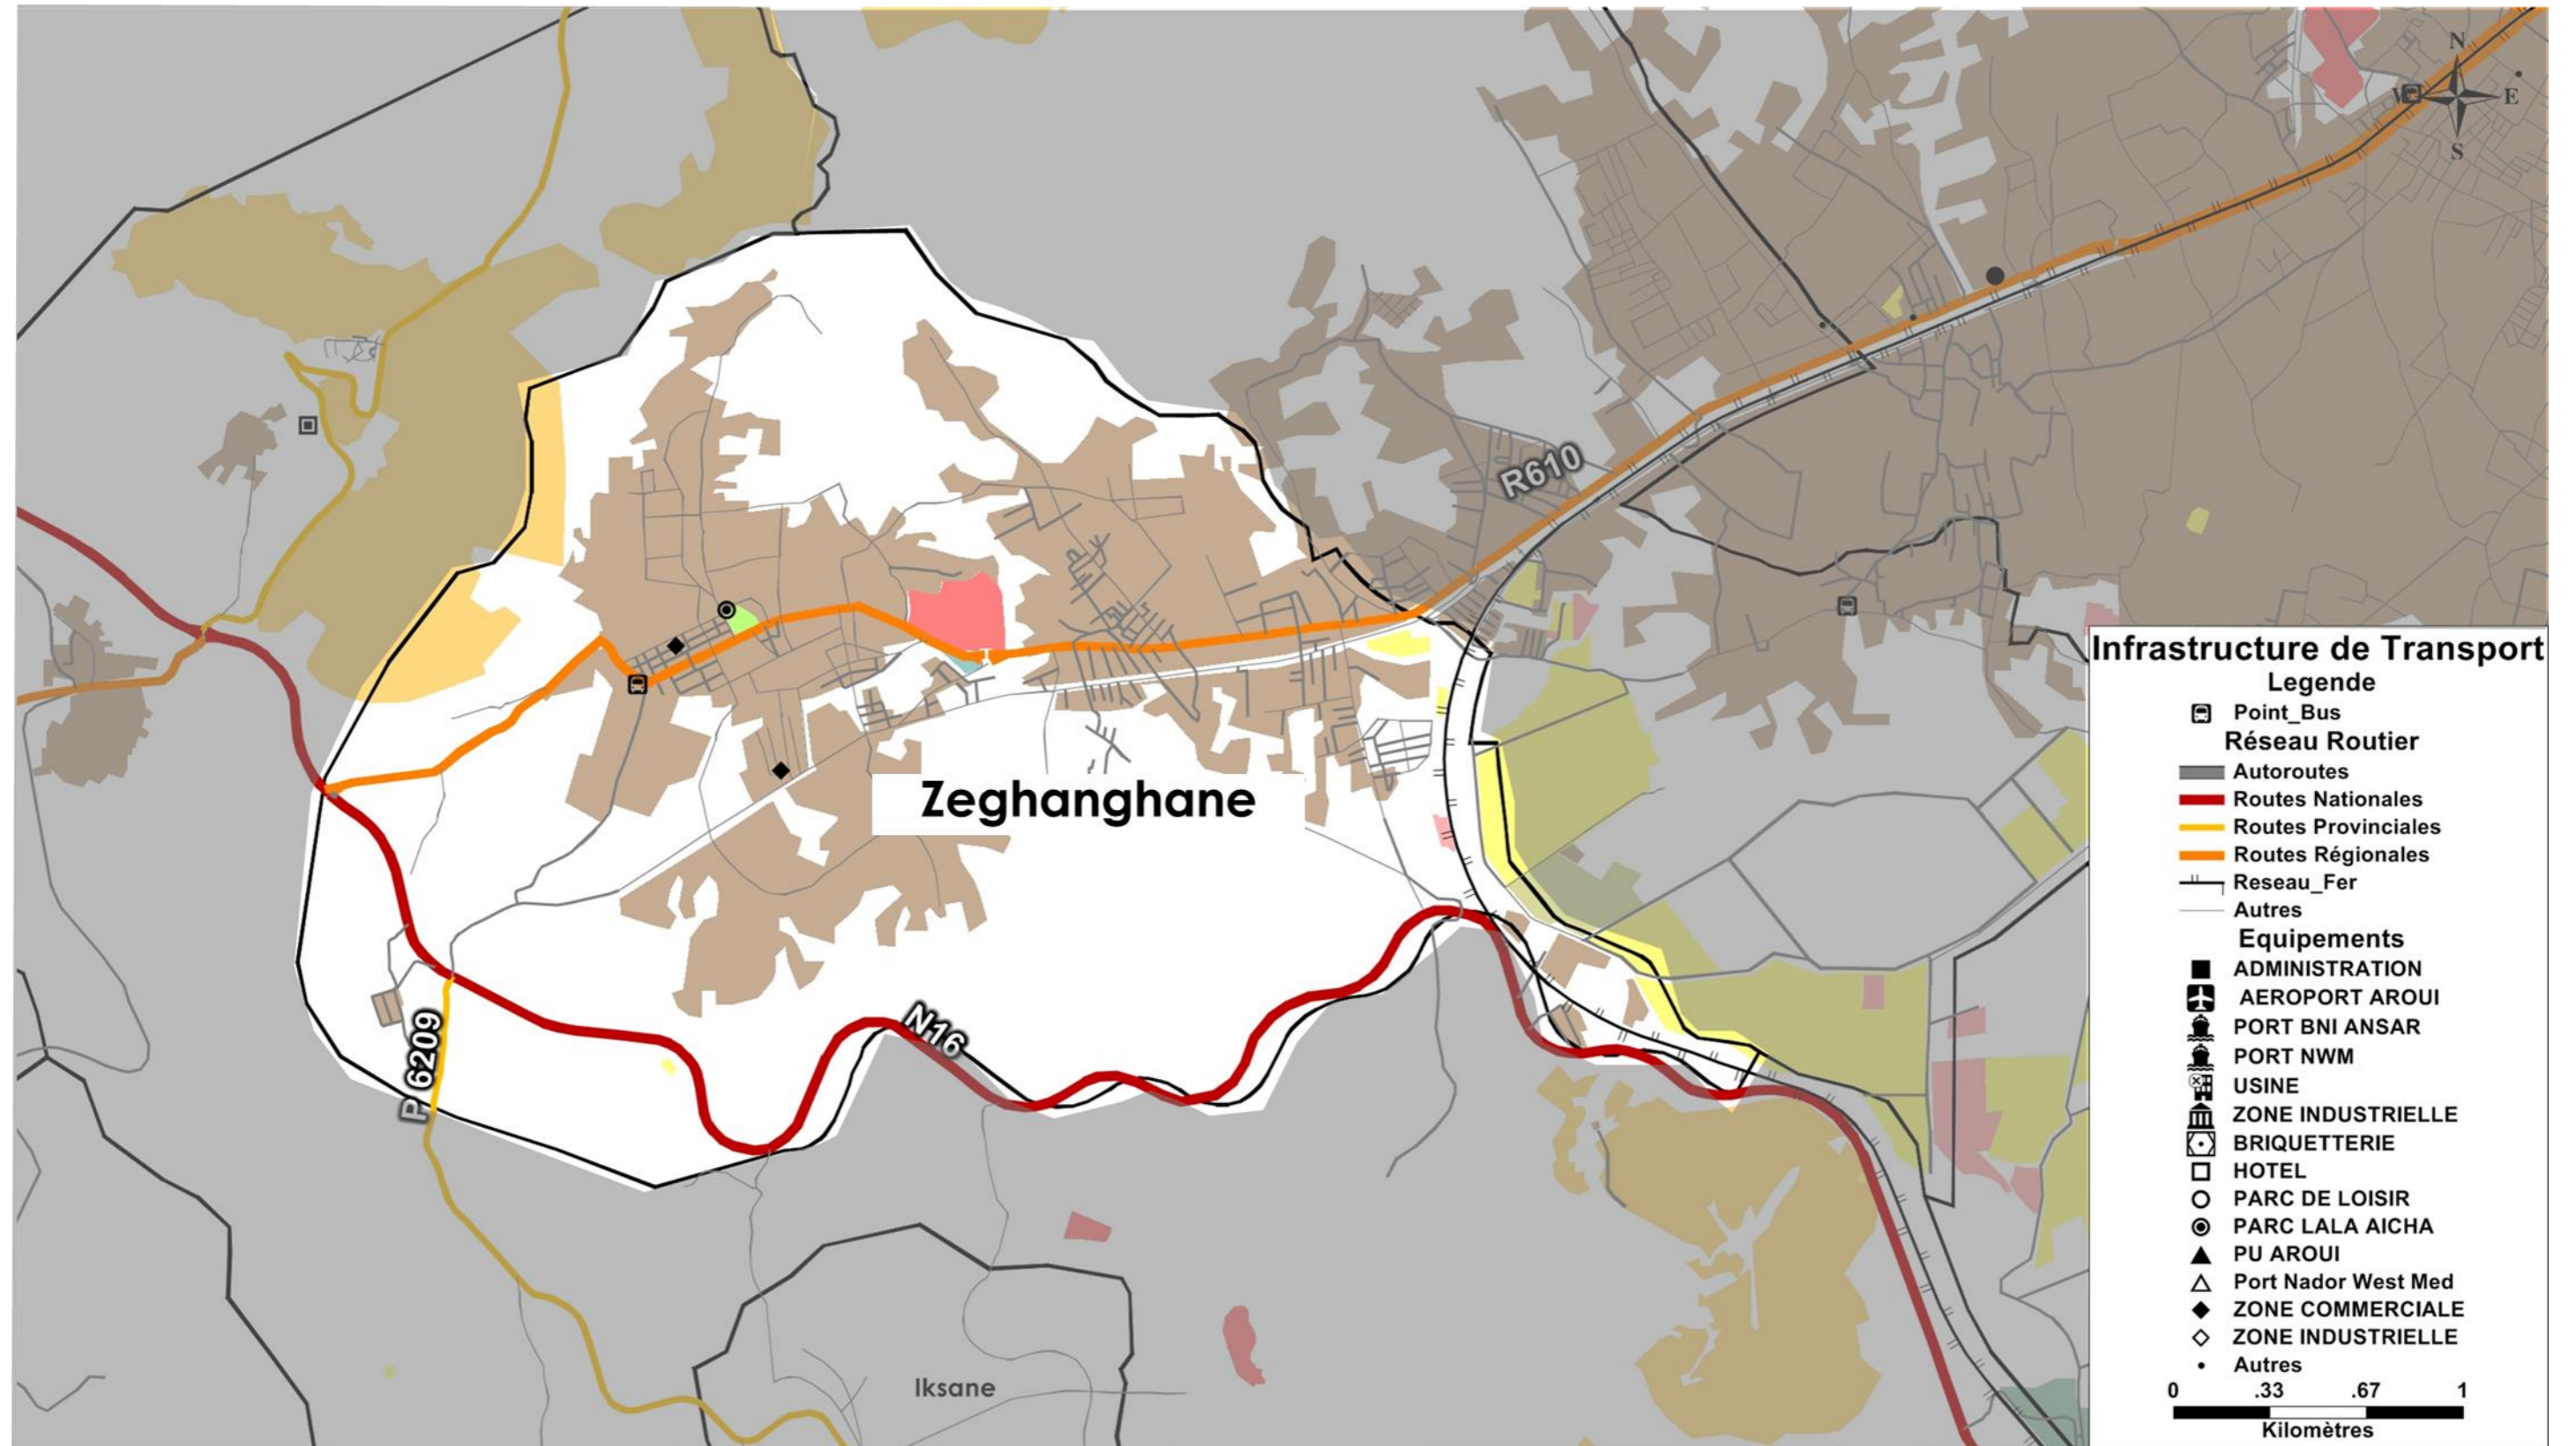 N
W E
S
R610
Zeghanghane
N16
P 6209
Iksane
Infrastructure de Transport
Legende
Point_Bus
Réseau Routier
Autoroutes
Routes Nationales
Routes Provinciales
Routes Régionales
Reseau_Fer
Autres
Equipements
ADMINISTRATION
AEROPORT AROUI
PORT BNI ANSAR
PORT NWM
USINE
ZONE INDUSTRIELLE
BRIQUETTERIE
HOTEL
PARC DE LOISIR
PARC LALA AICHA
PU AROUI
Port Nador West Med
ZONE COMMERCIALE
ZONE INDUSTRIELLE
Autres
0 .33 .67 1
Kilomètres